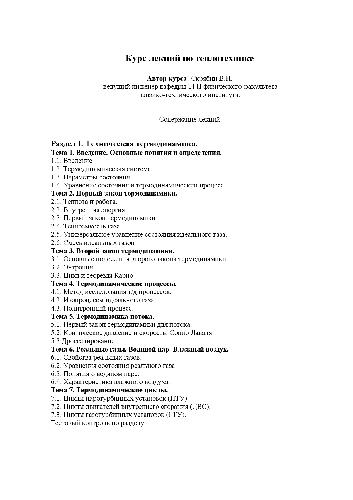 Курс лекций по теплотехнике
Автор курса Скрябин В.И.
ведущий инженер кафедры физического факультета
Содержание лекций
Раздел 1. Техническая термодинамика.
Тема 1. Введение. Основные понятия и определения.
1.1. Введение
1.2. Термодинамическая система
1.3. Параметры состояния
1.4. Уравнение состояния и термодинамический процесс
Тема 2. Первый закон термодинамики.
2.1. Теплота и работа.
2.2. Внутренняя энергия.
2.3. Первый закон термодинамики.
2.4. Теплоемкость газа.
2.5. Универсальное уравнение состояния идеального газа.
2.6. Смесь идеальных газов.
Тема 3. Второй закон термодинамики.
3.1. Основные положения второго закона термодинамики.
3.2. Энтропия.
3.3. Цикл и теоремы Карно.
Тема 4. Термодинамические процессы.
4.1. Метод исследования т/д процессов.
4.2. Изопроцессы идеального газа.
4.3. Политропный процесс.
Тема 5. Термодинамика потока.
5.1. Первый закон термодинамики для потока.
5.2. Критическое давление и скорость. Сопло Лаваля.
5.3. Дросселирование.
Тема 6. Реальные газы. Водяной пар. Влажный воздух.
6.1. Свойства реальных газов.
6.2. Уравнения состояния реального газа.
6.3. Понятия о водяном паре.
6.4. Характеристики влажного воздуха.
Тема 7. Термодинамические циклы.
7.1. Циклы паротурбинных установок (ПТУ).
7.2. Циклы двигателей внутреннего сгорания (ДВС).
7.3. Циклы газотурбинных установок (ГТУ).
Тестовый контроль по разделу